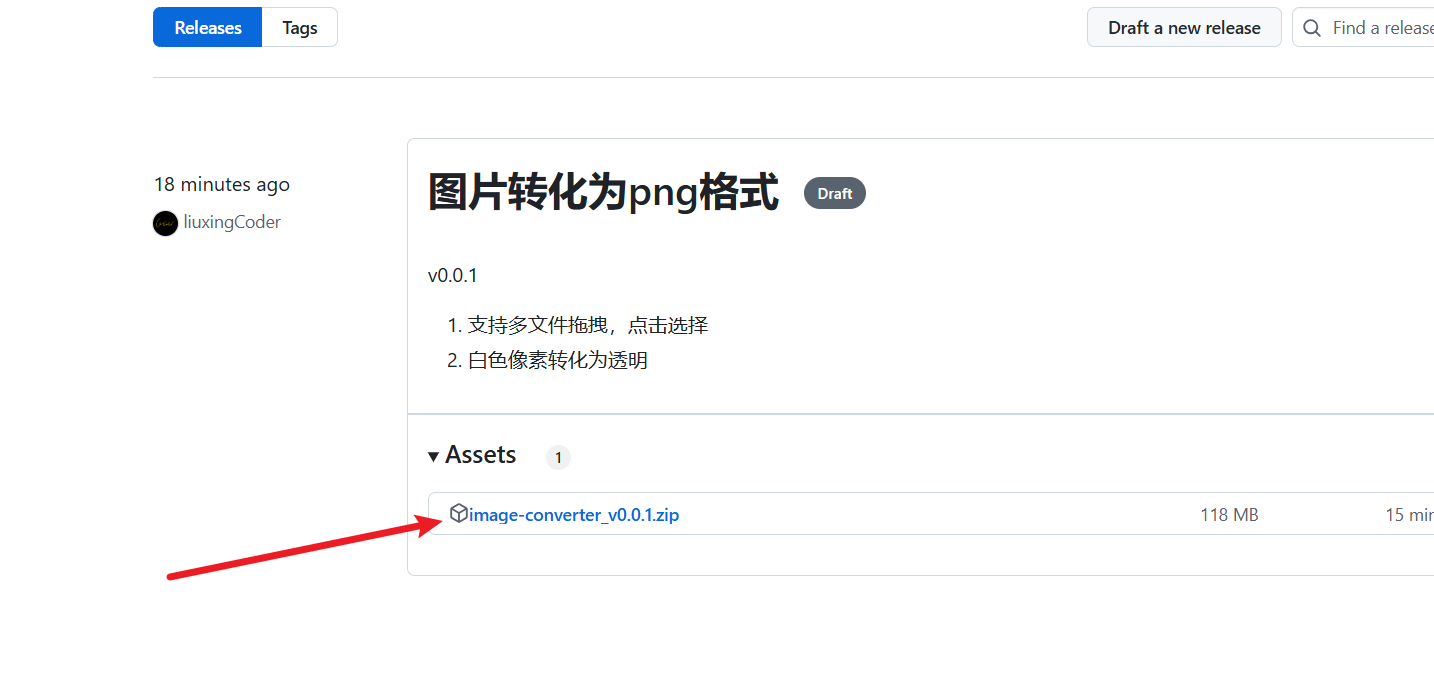 Releases Tags Draft a new release Find a release
18 minutes ago
liuxingCoder
图片转化为png格式 Draft
v0.0.1
1. 支持多文件拖拽，点击选择
2. 白色像素转化为透明
Assets 1
image-converter_v0.0.1.zip 118 MB 15 min